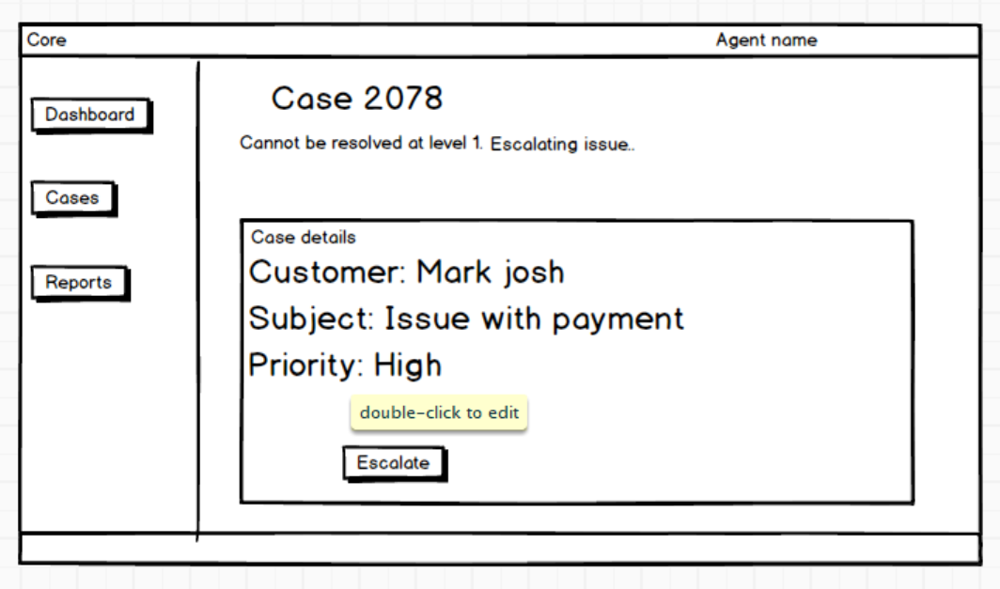 Core Agent name
Dashboard
Cases
Reports
Case 2078
Cannot be resolved at level 1. Escalating issue..
Case details
Customer: Mark josh
Subject: Issue with payment
Priority: High
double-click to edit
Escalate